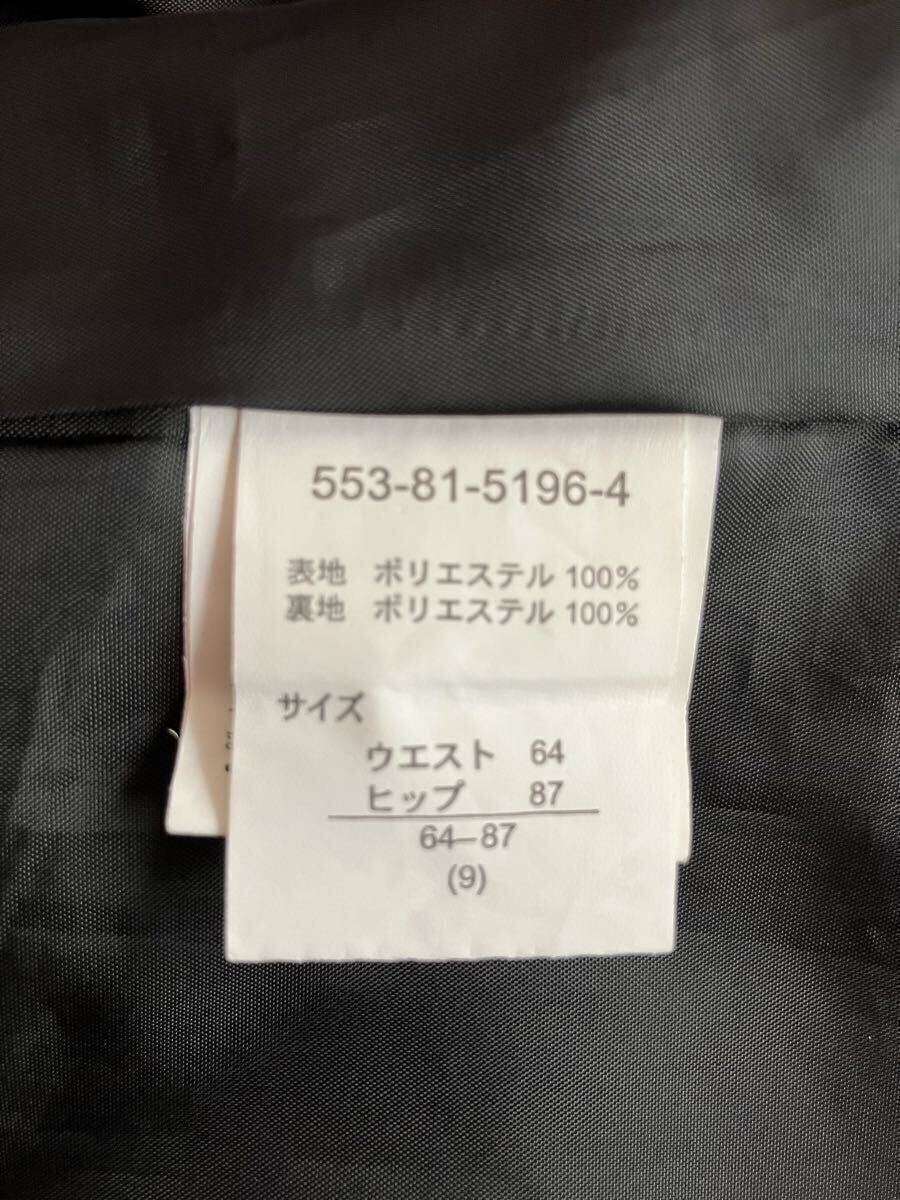 553-81-5196-4
表地 ポリエステル 100%
裏地 ポリエステル 100%
サイズ
ウエスト 64
ヒップ 87
64-87
(9)